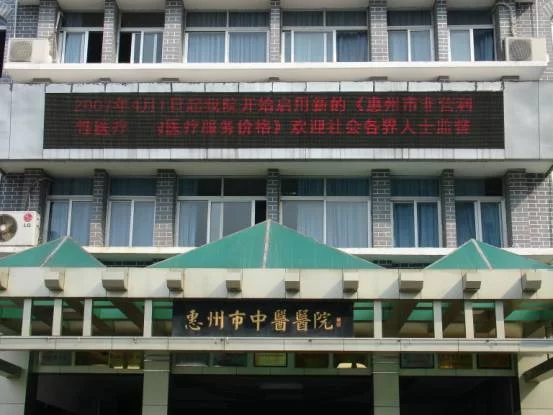 2007年4月1日起我院开始启用新的《惠州市非营利
性医疗 医疗服务价格》欢迎社会各界人士监督
惠州市中醫醫院
LG